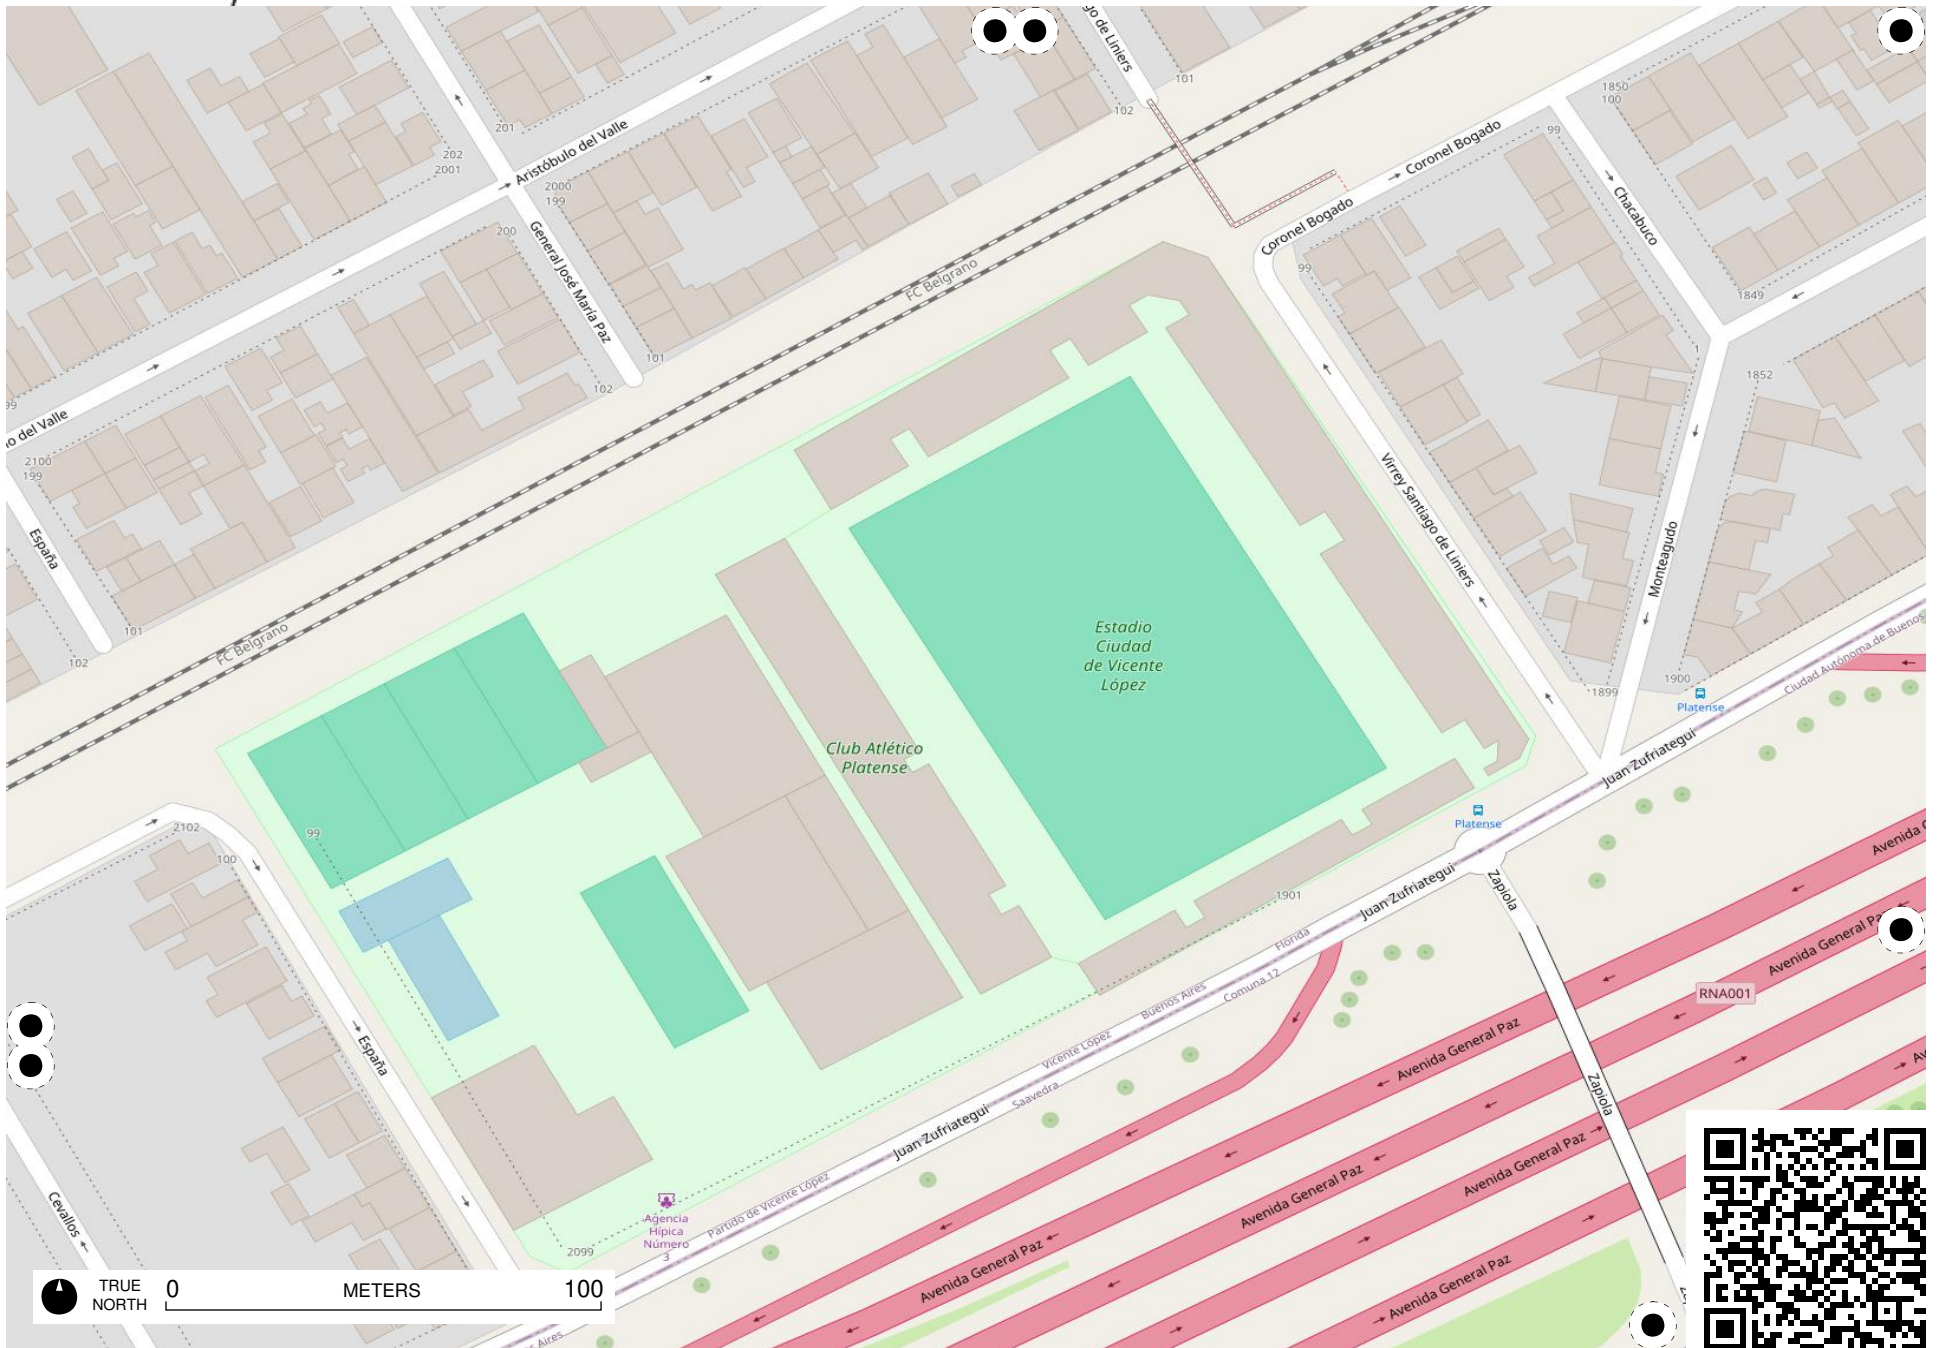 go de Liniers
101
102
1850
100
99
Coronel Bogado
Coronel Bogado
Chacabuco
201
Aristóbulo del Valle
202
2001
2000
199
200
General José María Paz
FC Belgrano
99
1849
1
1852
101
102
99
o del Valle
2100
199
España
101
102
FC Belgrano
Virrey Santiago de Liniers
Monteagudo
Estadio
Ciudad
de Vicente
López
Club Atlético
Platense
1899
1900
Platense
Ciudad Autónoma de Buenos
Juan Zufriategui
Platense
2102
99
100
1901
Juan Zufriategui
Zapiola
Avenida G
Avenida General Pa
RNA001
Florida
Comuna 12
Buenos Aires
Vicente López
Saavedra
Avenida General Paz
Av
España
Zapiola
Juan Zufriategui
Avenida General Paz
Avenida General Paz
Cevallos
Agencia
Hípica
Número
3
Partido de Vicente López
2099
Avenida General Paz
Avenida General Paz
TRUE
NORTH
0
METERS
100
s Aires